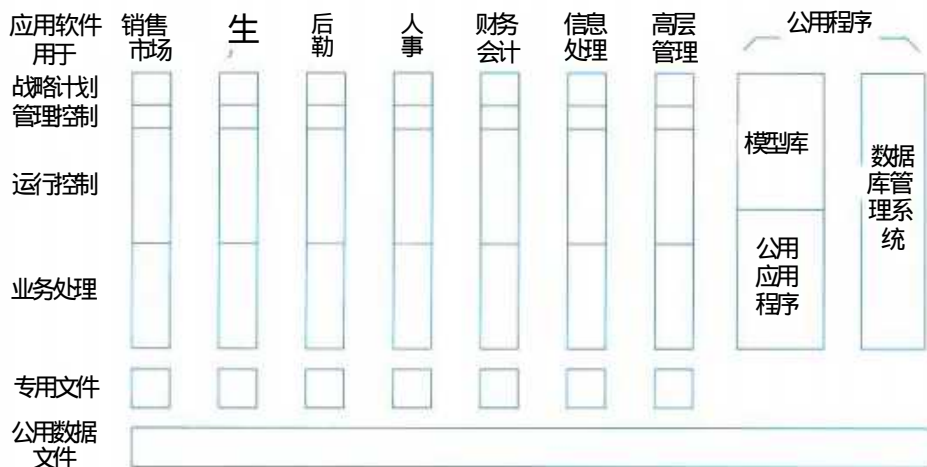 应用软件
用于
销售
市场
生
后
勤
人
事
财务
会计
信息
处理
高层
管理
公用程序
战略计划
管理控制
运行控制
业务处理
模型库
公用
应用
程序
数据
库管
理系
统
专用文件
公用数据
文件